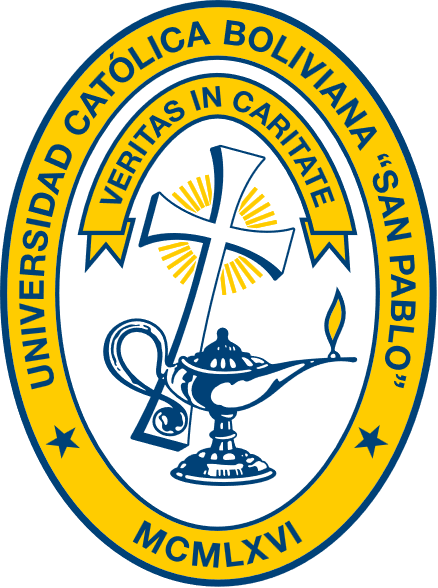 UNIVERSIDAD CATÓLICA BOLIVIANA “SAN PABLO”
VERITAS IN CARITATE
MCMLXVI